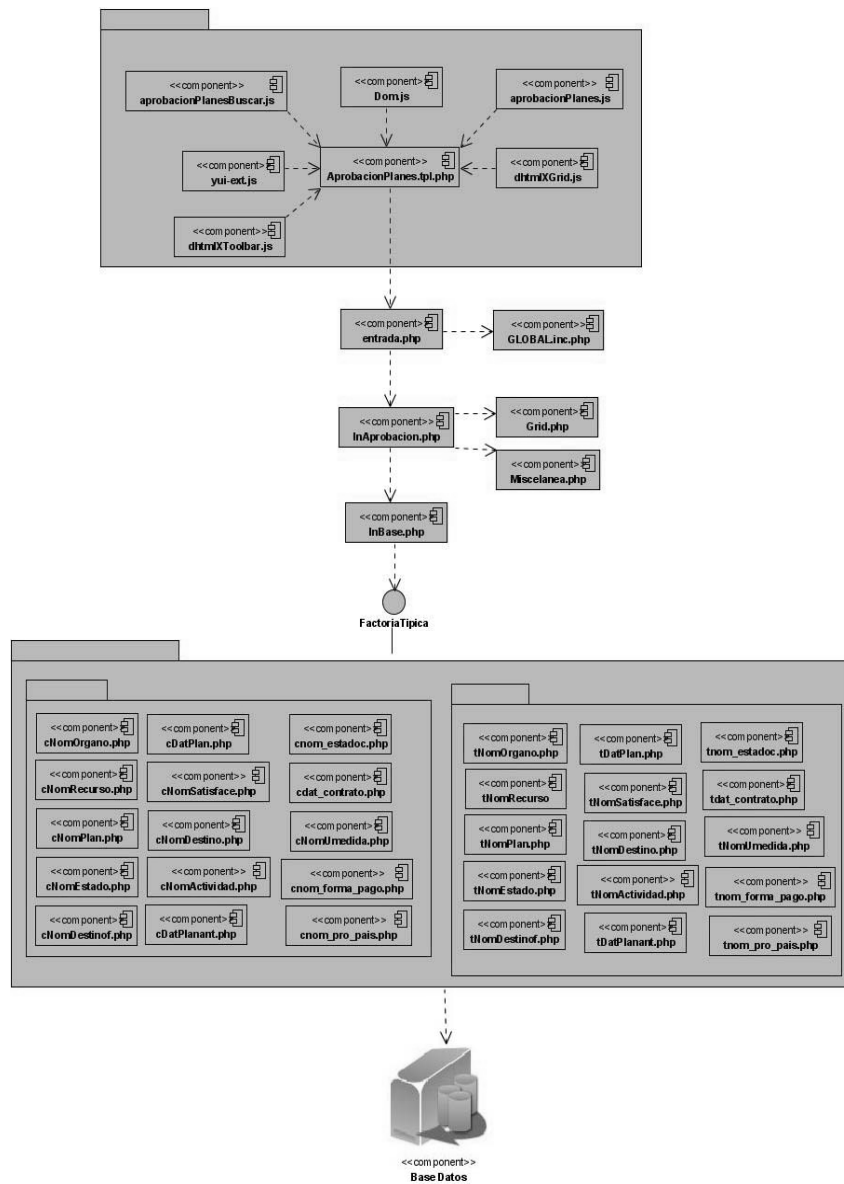 <<component>>
aprobacionPlanesBuscar.js
<<component>
Dom.js
<<component>>
aprobacionPlanes.js
<<component>
yui-ext.js
<<component>>
AprobacionPlanes.tpl.php
<<component>
dhtmlXGrid.js
<<component>>
dhtmlXToolbar.js
<<component>
entrada.php
<<component>>
GLOBAL.inc.php
<<component>>
InAprobacion.php
<<component>
Grid.php
<<component>
Miscelanea.php
<<component>
InBase.php
FactoriaTipica
<<component>
cNomOrgano.php
<<component>
cDatPlan.php
<<component>
cnom_estadoc.php
<<component>
cNomRecurso.php
<<component>>
cNomSatisface.php
<<component>
cdat_contrato.php
<<component>
cNomPlan.php
<<component>
cNomDestino.php
<<component>
cNomUmedida.php
<<component>
cNomEstado.php
<<component>>
cNomActividad.php
<<component>>
cnom_forma_pago.php
<<component>
cNomDestinof.php
<<component>
cDatPlanant.php
<<component>>
cnom_pro_pais.php
<<component>
tNomOrgano.php
<<component>
tDatPlan.php
<<component>
tnom_estadoc.php
<<component>
tNomRecurso
<<component>
tNomSatisface.php
<<component>
tdat_contrato.php
<<component>
tNomPlan.php
<<component>
tNomDestino.php
<<component>>
tNomUmedida.php
<<component>
tNomEstado.php
<<component>>
tNomActividad.php
<<component>>
tnom_forma_pago.php
<<component>
tNomDestinof.php
<<component>
tDatPlanant.php
<<component>>
tnom_pro_pais.php
<<component>>
Base Datos